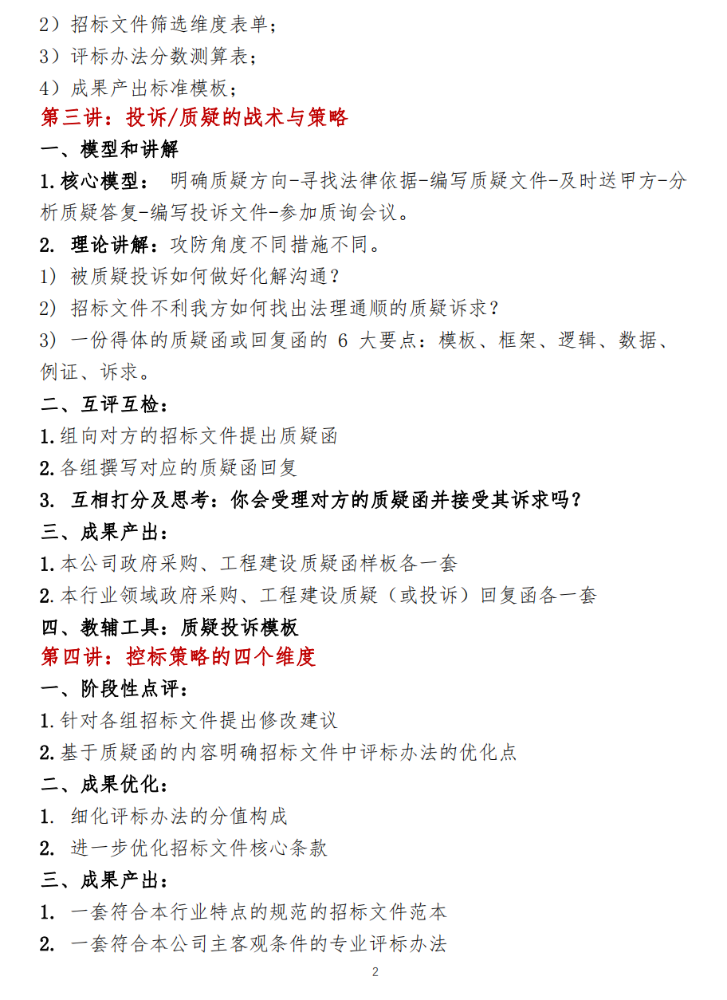 2）招标文件筛选维度表单；
3）评标办法分数测算表；
4）成果产出标准模板；
第三讲：投诉/质疑的战术与策略
一、模型和讲解
1.核心模型： 明确质疑方向-寻找法律依据-编写质疑文件-及时送甲方-分
析质疑答复-编写投诉文件-参加质询会议。
2. 理论讲解：攻防角度不同措施不同。
1) 被质疑投诉如何做好化解沟通？
2) 招标文件不利我方如何找出法理通顺的质疑诉求？
3) 一份得体的质疑函或回复函的 6 大要点：模板、框架、逻辑、数据、
例证、诉求。
二、互评互检：
1.组向对方的招标文件提出质疑函
2.各组撰写对应的质疑函回复
3. 互相打分及思考：你会受理对方的质疑函并接受其诉求吗？
三、成果产出：
1.本公司政府采购、工程建设质疑函样板各一套
2.本行业领域政府采购、工程建设质疑（或投诉）回复函各一套
四、教辅工具：质疑投诉模板
第四讲：控标策略的四个维度
一、阶段性点评：
1.针对各组招标文件提出修改建议
2.基于质疑函的内容明确招标文件中评标办法的优化点
二、成果优化：
1. 细化评标办法的分值构成
2. 进一步优化招标文件核心条款
三、成果产出：
1. 一套符合本行业特点的规范的招标文件范本
2. 一套符合本公司主客观条件的专业评标办法
2